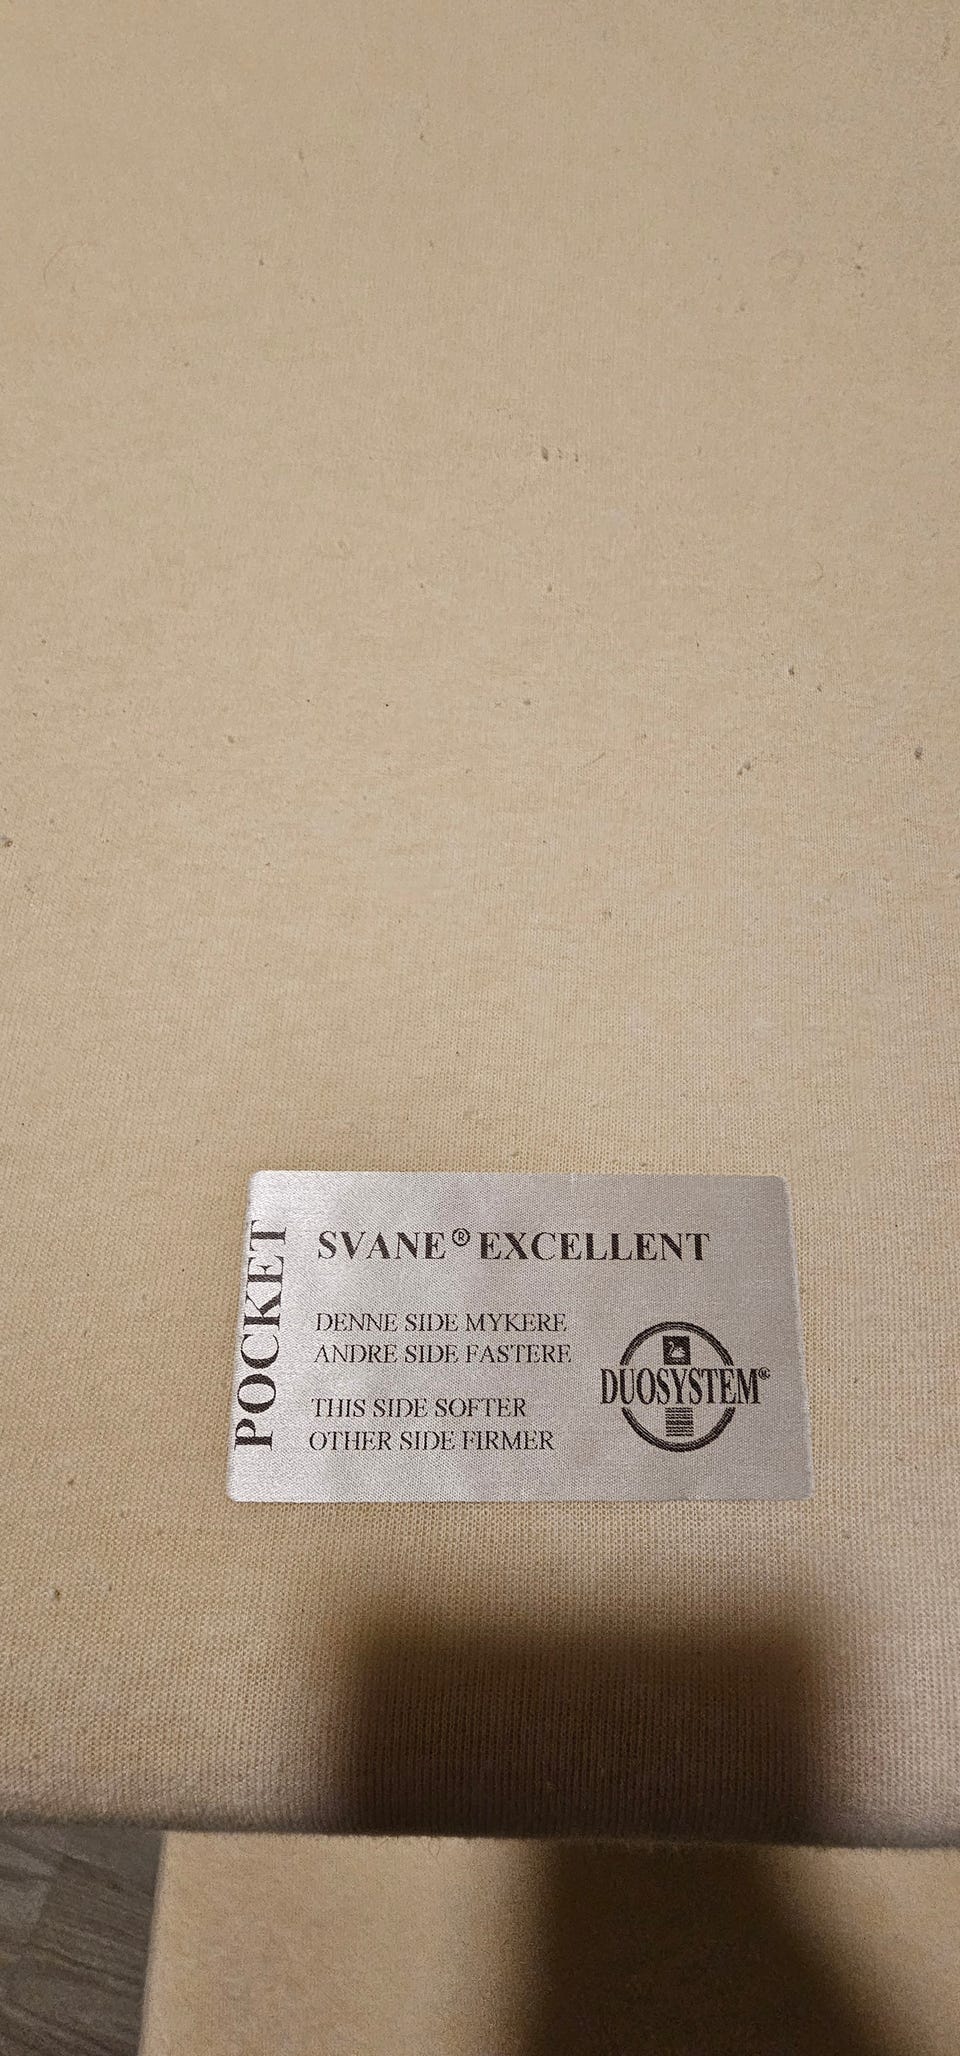 POCKET
SVANE® EXCELLENT
DENNE SIDE MYKERE
ANDRE SIDE FASTERE
THIS SIDE SOFTER
OTHER SIDE FIRMER
DUOSYSTEM